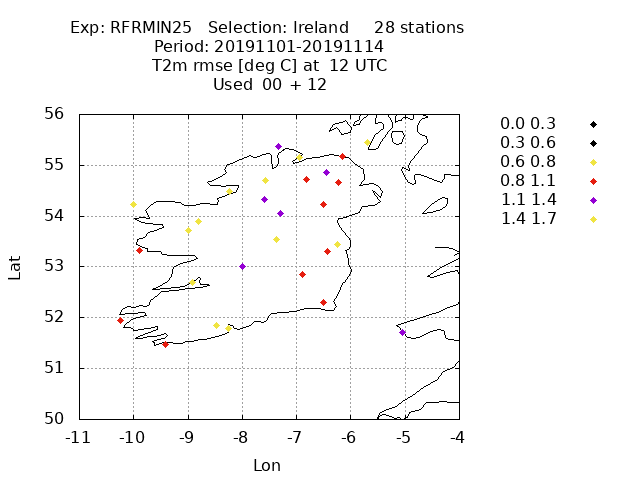 Exp: RFRMIN25 Selection: Ireland 28 stations
Period: 20191101-20191114
T2m rmse [deg C] at 12 UTC
Used 00 + 12
56
55
54
53
52
51
50
-11 -10 -9 -8 -7 -6 -5 -4
Lat
Lon
0.0 0.3
0.3 0.6
0.6 0.8
0.8 1.1
1.1 1.4
1.4 1.7